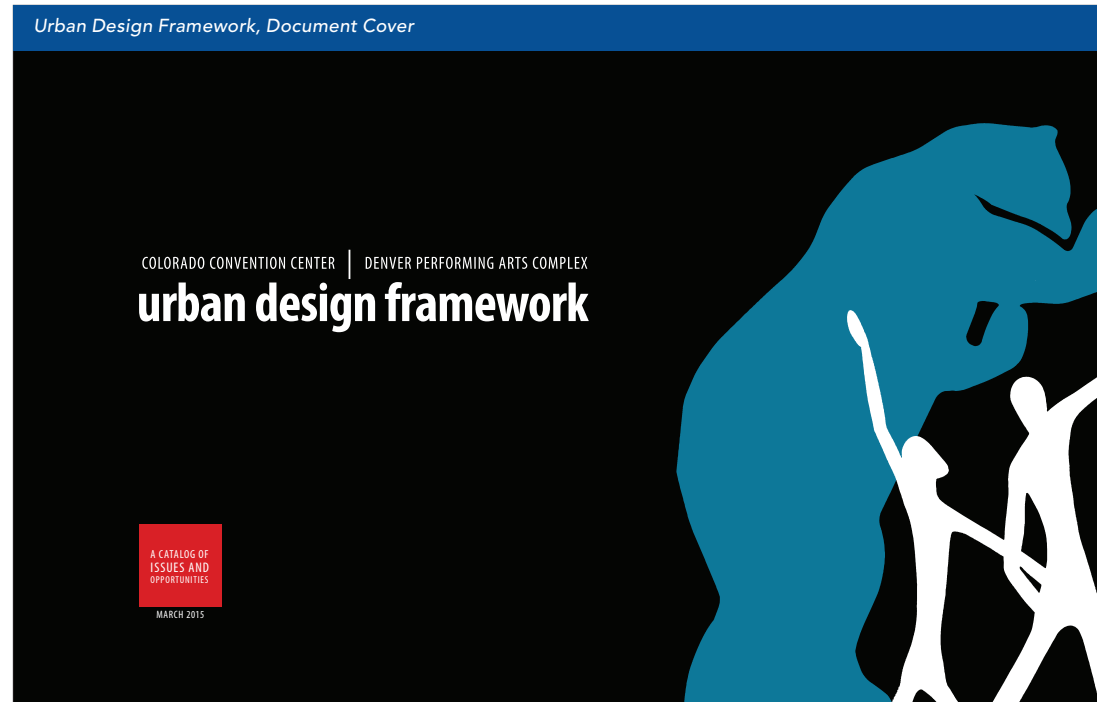 Urban Design Framework, Document Cover
COLORADO CONVENTION CENTER | DENVER PERFORMING ARTS COMPLEX
urban design framework
A CATALOG OF
ISSUES AND
OPPORTUNITIES
MARCH 2015